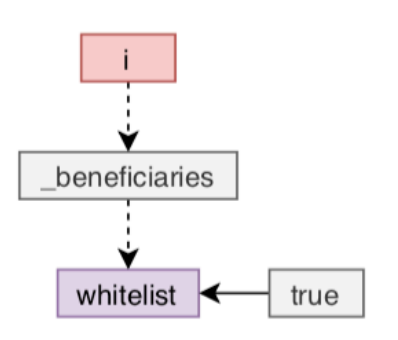 i
_beneficiaries
whitelist
true